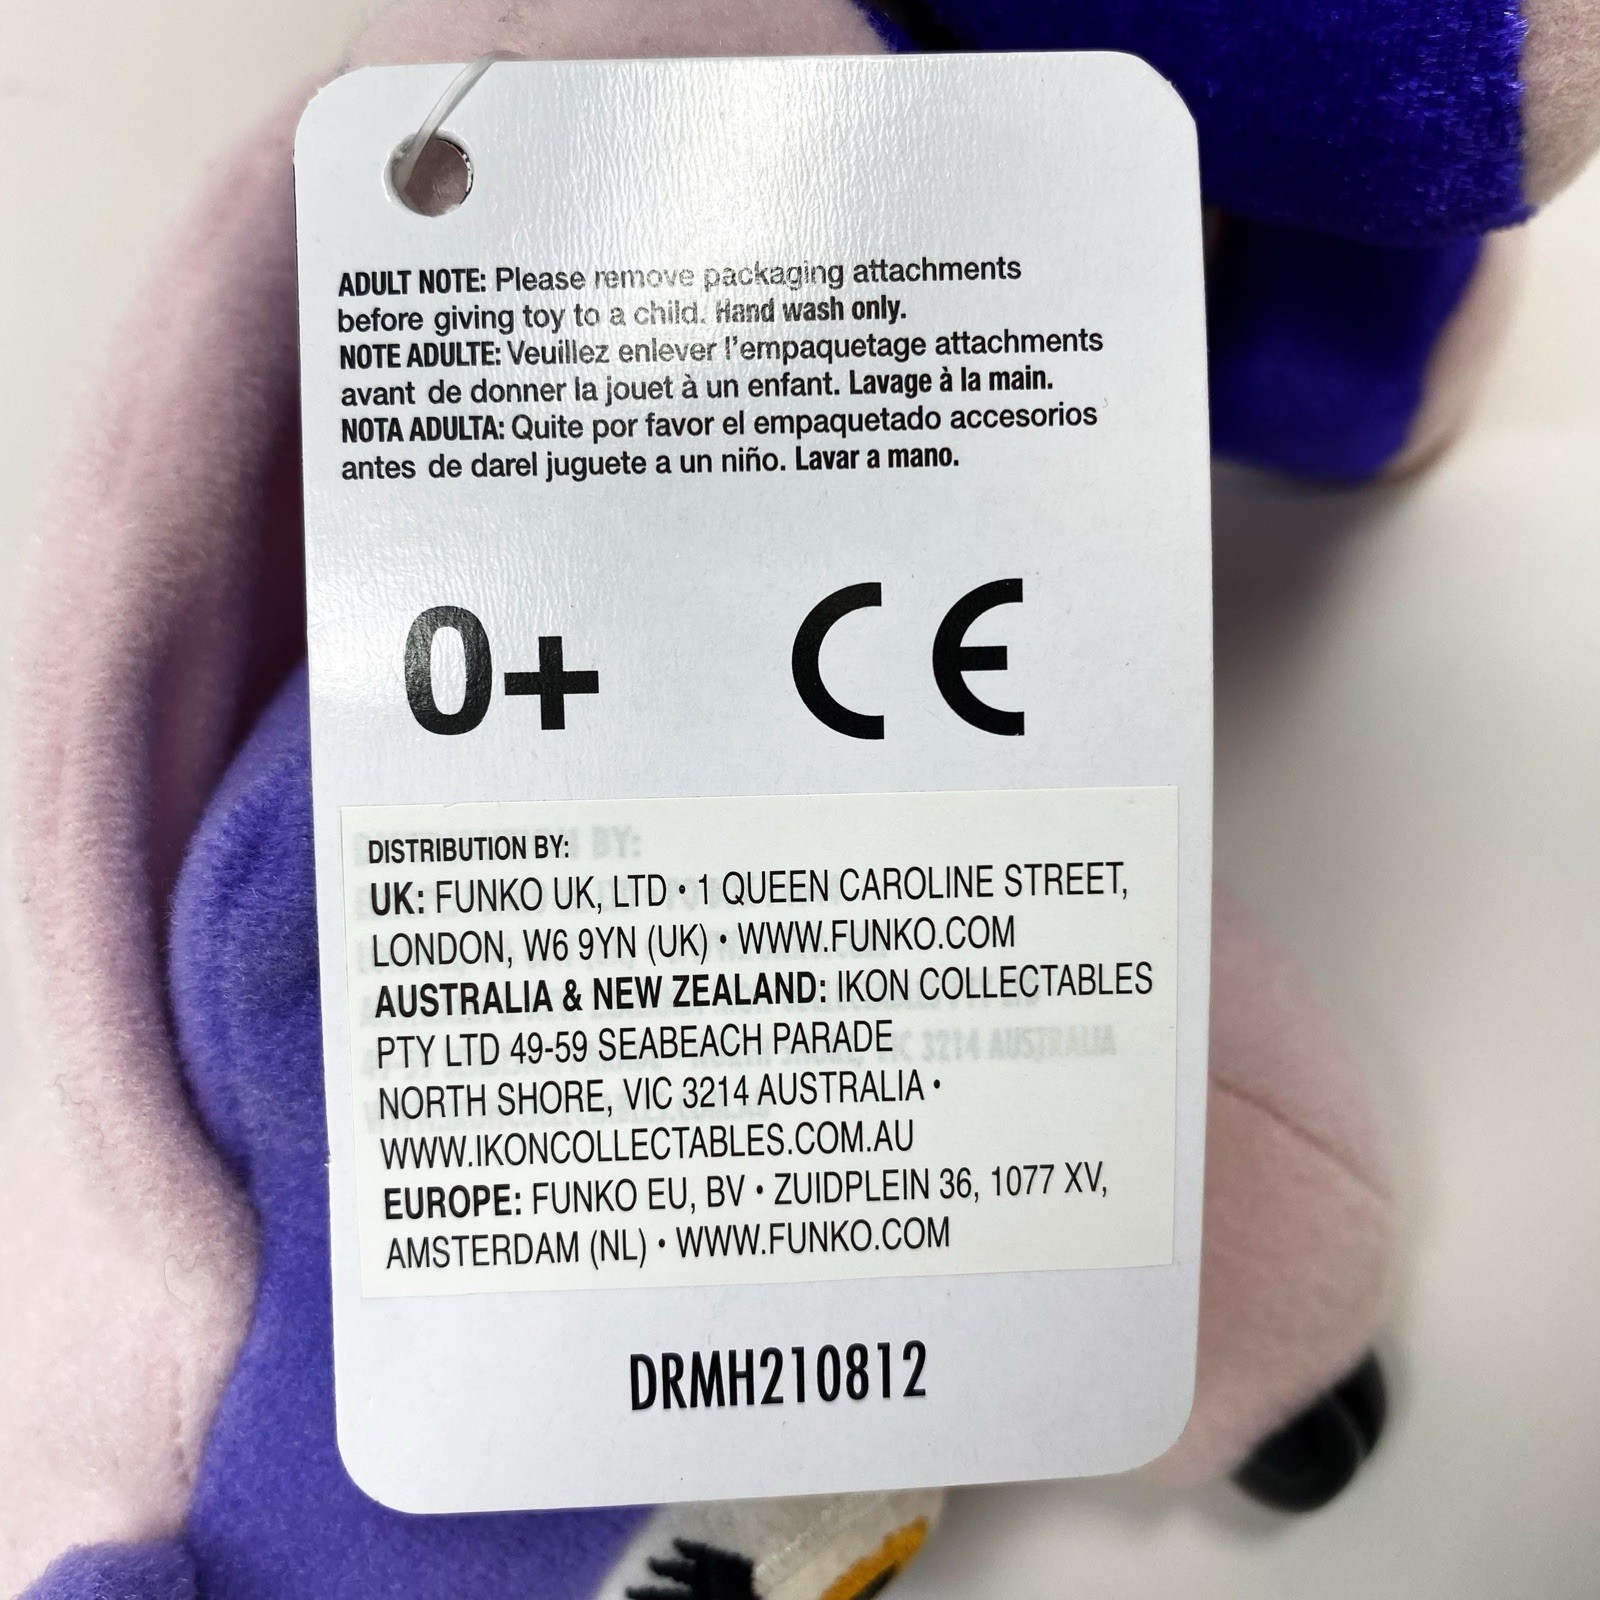 ADULT NOTE: Please remove packaging attachments
before giving toy to a child. Hand wash only.
NOTE ADULTE: Veuillez enlever l'empaquetage attachments
avant de donner la jouet à un enfant. Lavage à la main.
NOTA ADULTA: Quite por favor el empaquetado accesorios
antes de darel juguete a un niño. Lavar a mano.
0+ CE
DISTRIBUTION BY:
UK: FUNKO UK, LTD • 1 QUEEN CAROLINE STREET,
LONDON, W6 9YN (UK) • WWW.FUNKO.COM
AUSTRALIA & NEW ZEALAND: IKON COLLECTABLES
PTY LTD 49-59 SEABEACH PARADE
NORTH SHORE, VIC 3214 AUSTRALIA •
WWW.IKONCOLLECTABLES.COM.AU
EUROPE: FUNKO EU, BV • ZUIDPLEIN 36, 1077 XV,
AMSTERDAM (NL) • WWW.FUNKO.COM
DRMH210812